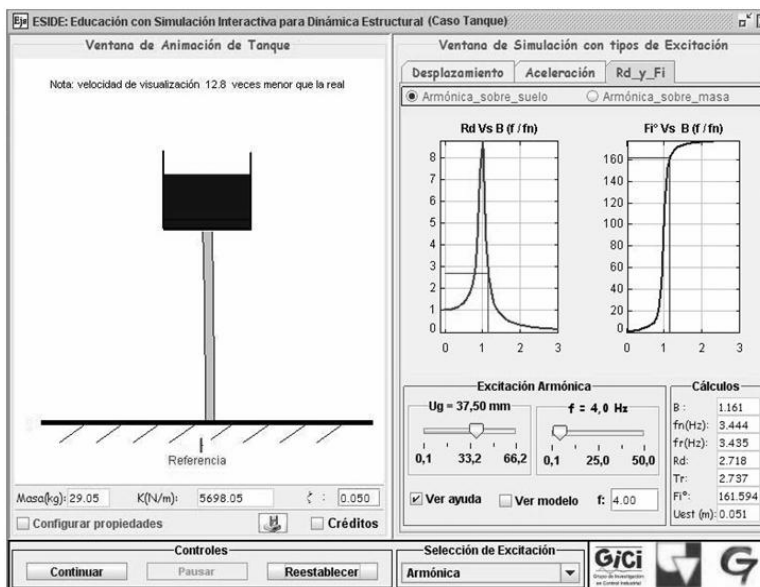 Ejs ESIDE: Educación con Simulación Interactiva para Dinámica Estructural (Caso Tanque)
Ventana de Animación de Tanque
Nota: velocidad de visualización 12.8 veces menor que la real
Referencia
Masa(kg): 29.05 K(N/m): 5698.05 ζ : 0.050
Configurar propiedades
Créditos
Ventana de Simulación con tipos de Excitación
Desplazamiento Aceleración Rd_y_Fi
Armónica_sobre_suelo Armónica_sobre_masa
Rd Vs B (f / fn)
8
7
6
5
4
3
2
1
0
0 1 2 3
Fi° Vs B (f / fn)
160
140
120
100
80
60
40
20
0
0 1 2 3
Excitación Armónica
Ug = 37,50 mm
0,1 33,2 66,2
f = 4,0 Hz
0,1 25,0 50,0
Ver ayuda Ver modelo f: 4.00
Cálculos
B : 1.161
fn(Hz): 3.444
fr(Hz): 3.435
Rd: 2.718
Tr: 2.737
Fi°: 161.594
Uest (m): 0.051
Controles
Continuar Pausar Reestablecer
Selección de Excitación
Armónica
GiCi
Grupo de Investigación
en Control Industrial
G